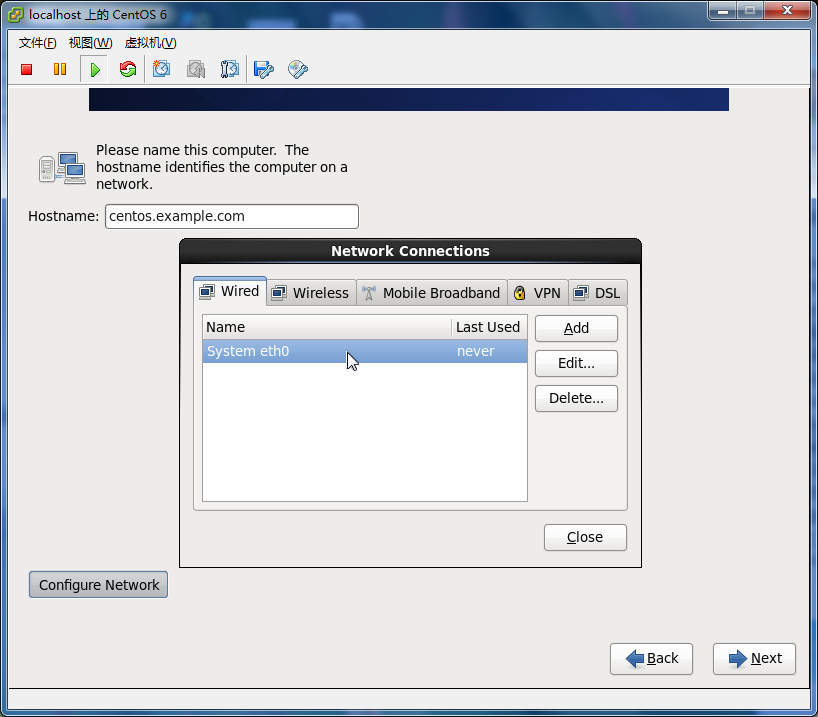 localhost 上的 CentOS 6
文件(F) 视图(W) 虚拟机(V)
Please name this computer. The
hostname identifies the computer on a
network.
Hostname: centos.example.com
Network Connections
Wired Wireless Mobile Broadband VPN DSL
Name Last Used Add
System eth0 never
Edit...
Delete...
Close
Configure Network
Back Next